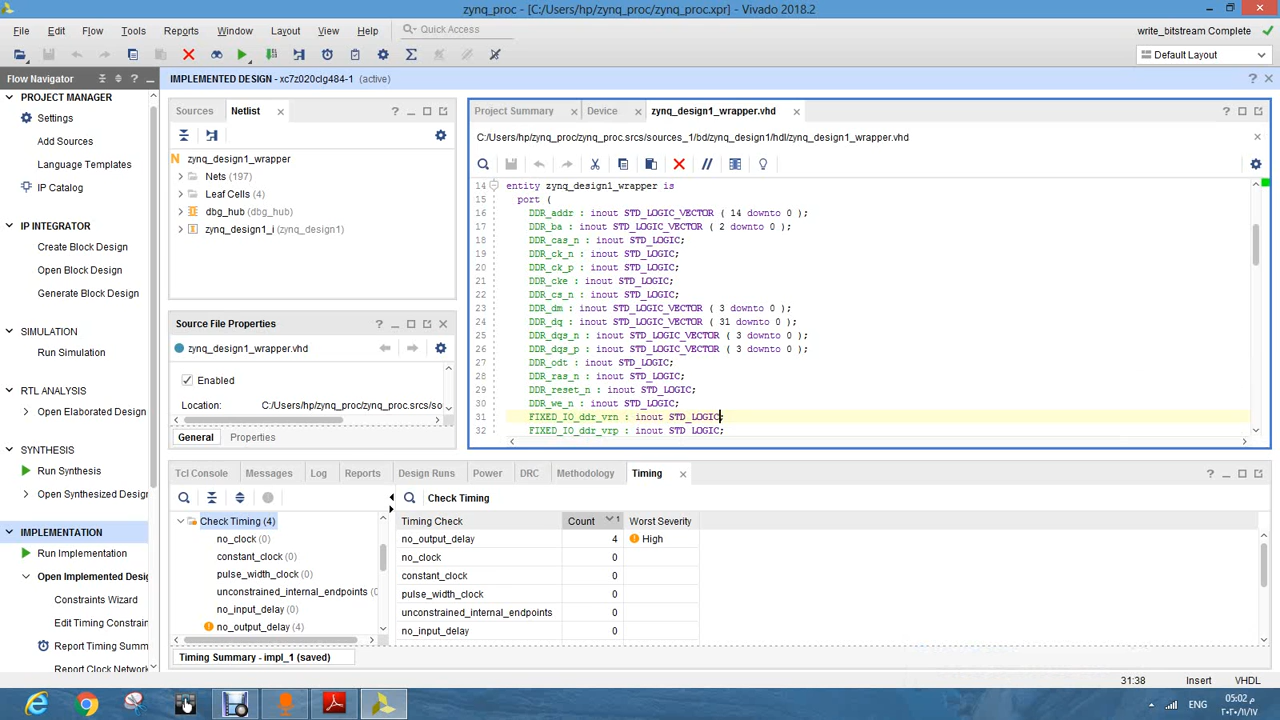 zynq_proc - [C:/Users/hp/zynq_proc/zynq_proc.xpr] - Vivado 2018.2
File Edit Flow Tools Reports Window Layout View Help Quick Access write_bitstream Complete
Default Layout
Flow Navigator
IMPLEMENTED DESIGN - xc7z020clg484-1 (active)
PROJECT MANAGER
Settings
Add Sources
Language Templates
IP Catalog
IP INTEGRATOR
Create Block Design
Open Block Design
Generate Block Design
SIMULATION
Run Simulation
RTL ANALYSIS
Open Elaborated Design
SYNTHESIS
Run Synthesis
Open Synthesized Design
IMPLEMENTATION
Run Implementation
Open Implemented Desig
Constraints Wizard
Edit Timing Constrain
Report Timing Summ
Report Clock Network
Sources Netlist
zynq_design1_wrapper
Nets (197)
Leaf Cells (4)
dbg_hub (dbg_hub)
zynq_design1_i (zynq_design1)
Source File Properties
zynq_design1_wrapper.vhd
Enabled
Location: C:/Users/hp/zynq_proc/zynq_proc.srcs/so
General Properties
Project Summary Device zynq_design1_wrapper.vhd
C:/Users/hp/zynq_proc/zynq_proc.srcs/sources_1/bd/zynq_design1/hdl/zynq_design1_wrapper.vhd
14 entity zynq_design1_wrapper is
15 port (
16 DDR_addr : inout STD_LOGIC_VECTOR ( 14 downto 0 );
17 DDR_ba : inout STD_LOGIC_VECTOR ( 2 downto 0 );
18 DDR_cas_n : inout STD_LOGIC;
19 DDR_ck_n : inout STD_LOGIC;
20 DDR_ck_p : inout STD_LOGIC;
21 DDR_cke : inout STD_LOGIC;
22 DDR_cs_n : inout STD_LOGIC;
23 DDR_dm : inout STD_LOGIC_VECTOR ( 3 downto 0 );
24 DDR_dq : inout STD_LOGIC_VECTOR ( 31 downto 0 );
25 DDR_dqs_n : inout STD_LOGIC_VECTOR ( 3 downto 0 );
26 DDR_dqs_p : inout STD_LOGIC_VECTOR ( 3 downto 0 );
27 DDR_odt : inout STD_LOGIC;
28 DDR_ras_n : inout STD_LOGIC;
29 DDR_reset_n : inout STD_LOGIC;
30 DDR_we_n : inout STD_LOGIC;
31 FIXED_IO_ddr_vrn : inout STD_LOGIC;
32 FIXED_IO_ddr_vrp : inout STD_LOGIC;
Tcl Console Messages Log Reports Design Runs Power DRC Methodology Timing
Check Timing (4)
no_clock (0)
constant_clock (0)
pulse_width_clock (0)
unconstrained_internal_endpoints (0
no_input_delay (0)
no_output_delay (4)
Check Timing
Timing Check Count 1 Worst Severity
no_output_delay 4 High
no_clock 0
constant_clock 0
pulse_width_clock 0
unconstrained_internal_endpoints 0
no_input_delay 0
Timing Summary - impl_1 (saved)
31:38 Insert VHDL
ENG
05:02 م
٢٠٢٠/١١/١٧